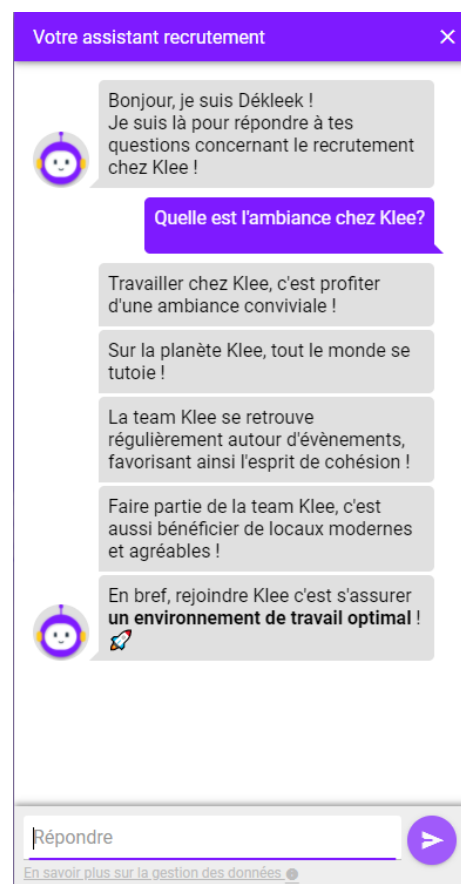 Votre assistant recrutement
Bonjour, je suis Dékleek !
Je suis là pour répondre à tes
questions concernant le recrutement
chez Klee !
Quelle est l'ambiance chez Klee?
Travailler chez Klee, c'est profiter
d'une ambiance conviviale !
Sur la planète Klee, tout le monde se
tutoie !
La team Klee se retrouve
régulièrement autour d'évènements,
favorisant ainsi l'esprit de cohésion !
Faire partie de la team Klee, c'est
aussi bénéficier de locaux modernes
et agréables !
En bref, rejoindre Klee c'est s'assurer
un environnement de travail optimal !
🚀
Répondre
En savoir plus sur la gestion des données